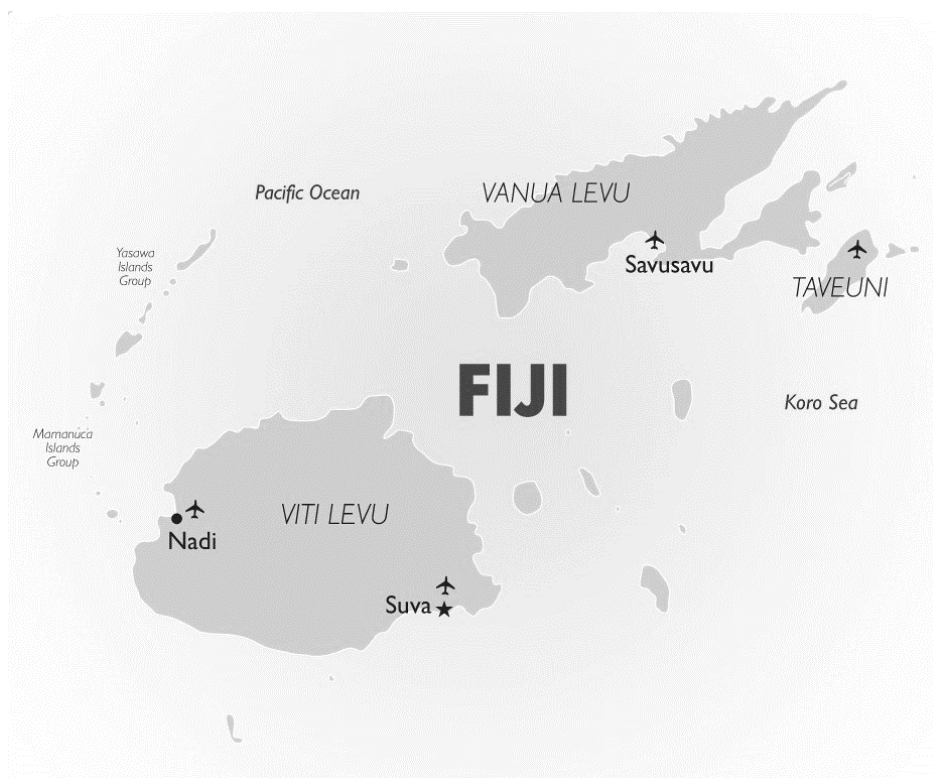 Pacific Ocean
VANUA LEVU
Yasawa
Islands
Group
Savusavu
TAVEUNI
FIJI
Koro Sea
Mamanuca
Islands
Group
VITI LEVU
Nadi
Suva